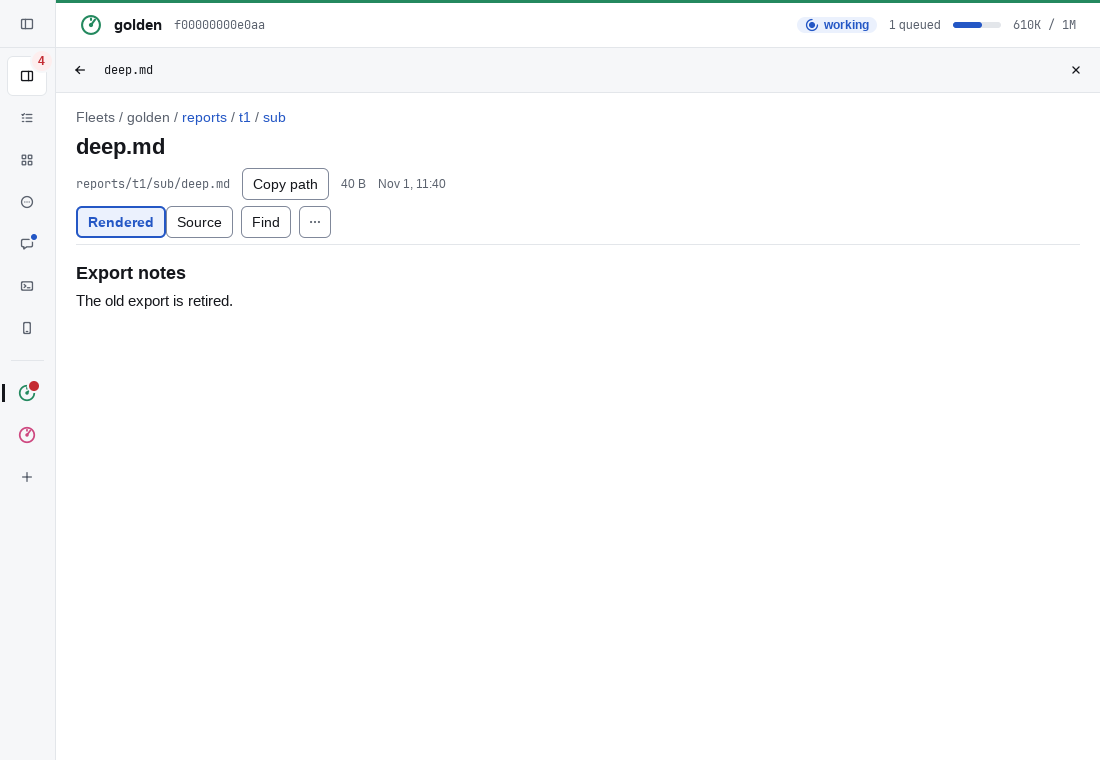 golden f00000000e0aa working 1 queued 610K / 1M
4
deep.md
Fleets / golden / reports / t1 / sub
deep.md
reports/t1/sub/deep.md Copy path 40 B Nov 1, 11:40
Rendered Source Find ···
Export notes
The old export is retired.